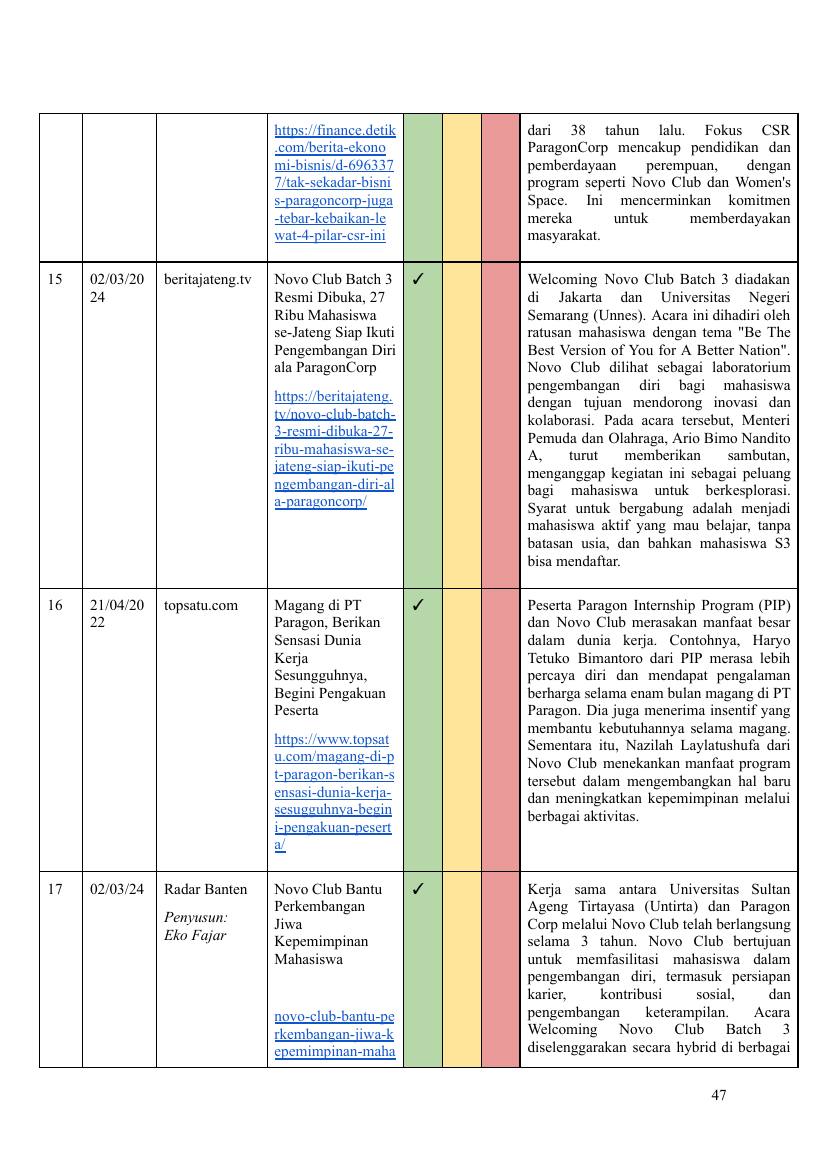 https://finance.detik
.com/berita-ekono
mi-bisnis/d-696337
7/tak-sekadar-bisni
s-paragoncorp-juga
-tebar-kebaikan-le
wat-4-pilar-csr-ini
dari 38 tahun lalu. Fokus CSR
ParagonCorp mencakup pendidikan dan
pemberdayaan perempuan, dengan
program seperti Novo Club dan Women's
Space. Ini mencerminkan komitmen
mereka untuk memberdayakan
masyarakat.
15
02/03/20
24
beritajateng.tv
Novo Club Batch 3
Resmi Dibuka, 27
Ribu Mahasiswa
se-Jateng Siap Ikuti
Pengembangan Diri
ala ParagonCorp
https://beritajateng.
tv/novo-club-batch-
3-resmi-dibuka-27-
ribu-mahasiswa-se-
jateng-siap-ikuti-pe
ngembangan-diri-al
a-paragoncorp/
✓
Welcoming Novo Club Batch 3 diadakan
di Jakarta dan Universitas Negeri
Semarang (Unnes). Acara ini dihadiri oleh
ratusan mahasiswa dengan tema "Be The
Best Version of You for A Better Nation".
Novo Club dilihat sebagai laboratorium
pengembangan diri bagi mahasiswa
dengan tujuan mendorong inovasi dan
kolaborasi. Pada acara tersebut, Menteri
Pemuda dan Olahraga, Ario Bimo Nandito
A, turut memberikan sambutan,
menganggap kegiatan ini sebagai peluang
bagi mahasiswa untuk berkesplorasi.
Syarat untuk bergabung adalah menjadi
mahasiswa aktif yang mau belajar, tanpa
batasan usia, dan bahkan mahasiswa S3
bisa mendaftar.
16
21/04/20
22
topsatu.com
Magang di PT
Paragon, Berikan
Sensasi Dunia
Kerja
Sesungguhnya,
Begini Pengakuan
Peserta
https://www.topsat
u.com/magang-di-p
t-paragon-berikan-s
ensasi-dunia-kerja-
sesugguhnya-begin
i-pengakuan-pesert
a/
✓
Peserta Paragon Internship Program (PIP)
dan Novo Club merasakan manfaat besar
dalam dunia kerja. Contohnya, Haryo
Tetuko Bimantoro dari PIP merasa lebih
percaya diri dan mendapat pengalaman
berharga selama enam bulan magang di PT
Paragon. Dia juga menerima insentif yang
membantu kebutuhannya selama magang.
Sementara itu, Nazilah Laylatushufa dari
Novo Club menekankan manfaat program
tersebut dalam mengembangkan hal baru
dan meningkatkan kepemimpinan melalui
berbagai aktivitas.
17
02/03/24
Radar Banten
Penyusun:
Eko Fajar
Novo Club Bantu
Perkembangan
Jiwa
Kepemimpinan
Mahasiswa
novo-club-bantu-pe
rkembangan-jiwa-k
epemimpinan-maha
✓
Kerja sama antara Universitas Sultan
Ageng Tirtayasa (Untirta) dan Paragon
Corp melalui Novo Club telah berlangsung
selama 3 tahun. Novo Club bertujuan
untuk memfasilitasi mahasiswa dalam
pengembangan diri, termasuk persiapan
karier, kontribusi sosial, dan
pengembangan keterampilan. Acara
Welcoming Novo Club Batch 3
diselenggarakan secara hybrid di berbagai
47